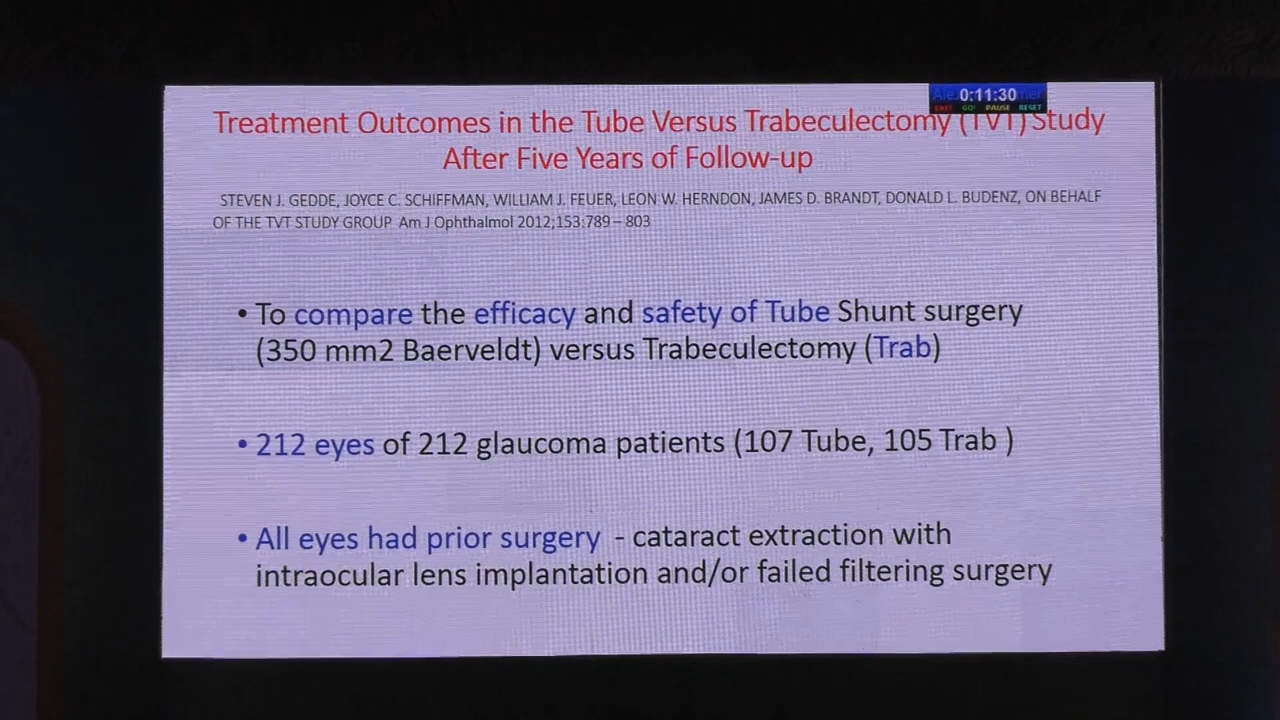 0:11:30
EXIT GO! PAUSE RESET
Treatment Outcomes in the Tube Versus Trabeculectomy (TVT) Study
After Five Years of Follow-up
STEVEN J. GEDDE, JOYCE C. SCHIFFMAN, WILLIAM J. FEUER, LEON W. HERNDON, JAMES D. BRANDT, DONALD L. BUDENZ, ON BEHALF
OF THE TVT STUDY GROUP Am J Ophthalmol 2012;153:789 – 803
• To compare the efficacy and safety of Tube Shunt surgery
(350 mm2 Baerveldt) versus Trabeculectomy (Trab)
• 212 eyes of 212 glaucoma patients (107 Tube, 105 Trab )
• All eyes had prior surgery - cataract extraction with
intraocular lens implantation and/or failed filtering surgery